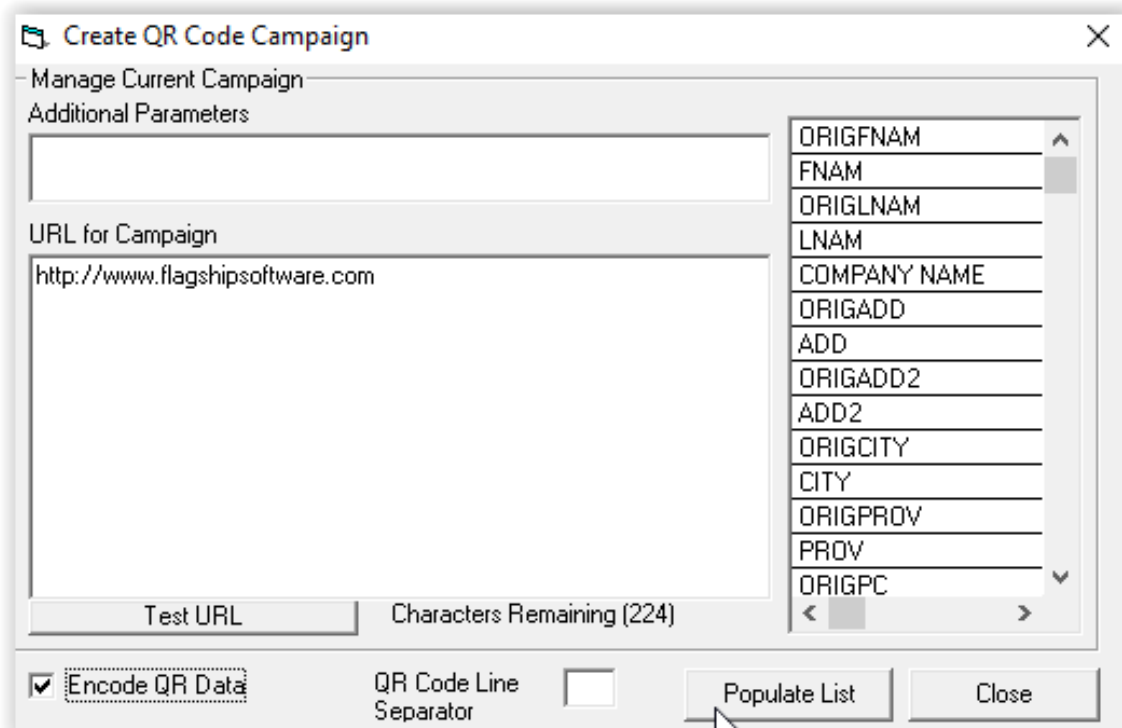 Create QR Code Campaign
Manage Current Campaign
Additional Parameters
URL for Campaign
http://www.flagshipsoftware.com
Test URL
Characters Remaining (224)
ORIGFNAM
FNAM
ORIGLNAM
LNAM
COMPANY NAME
ORIGADD
ADD
ORIGADD2
ADD2
ORIGCITY
CITY
ORIGPROV
PROV
ORIGPC
Encode QR Data
QR Code Line
Separator
Populate List
Close